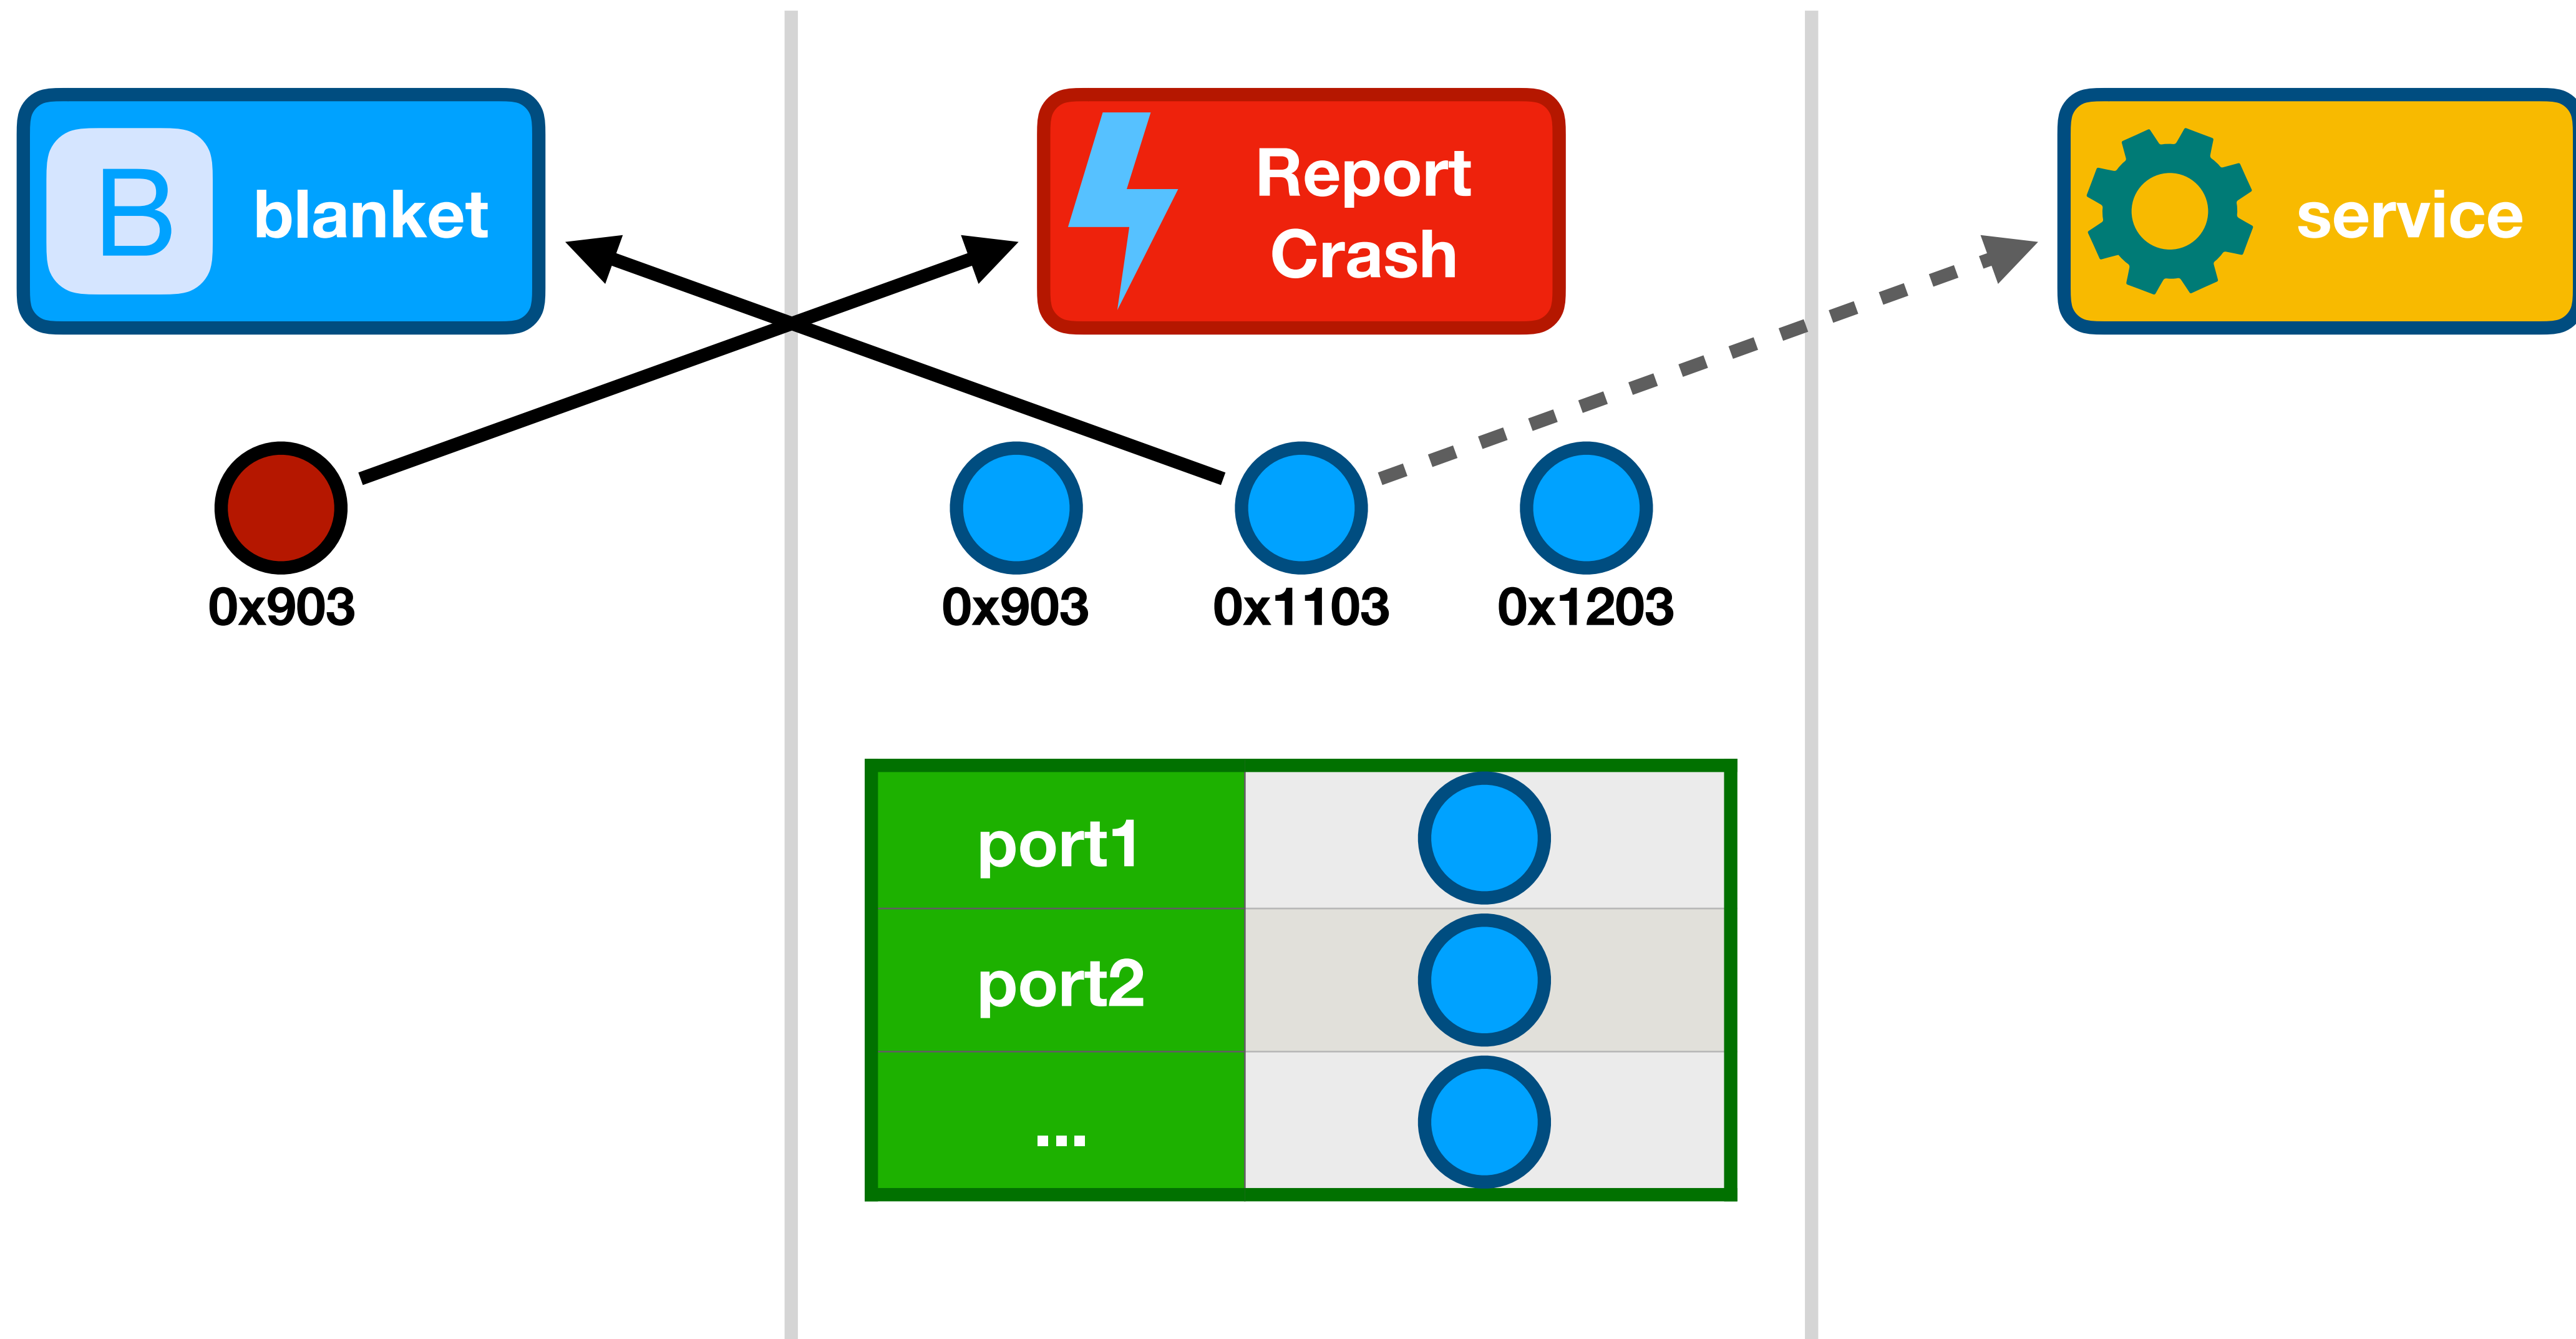 B
blanket
Report
Crash
service
0x903
0x903
0x1103
0x1203
port1
port2
...